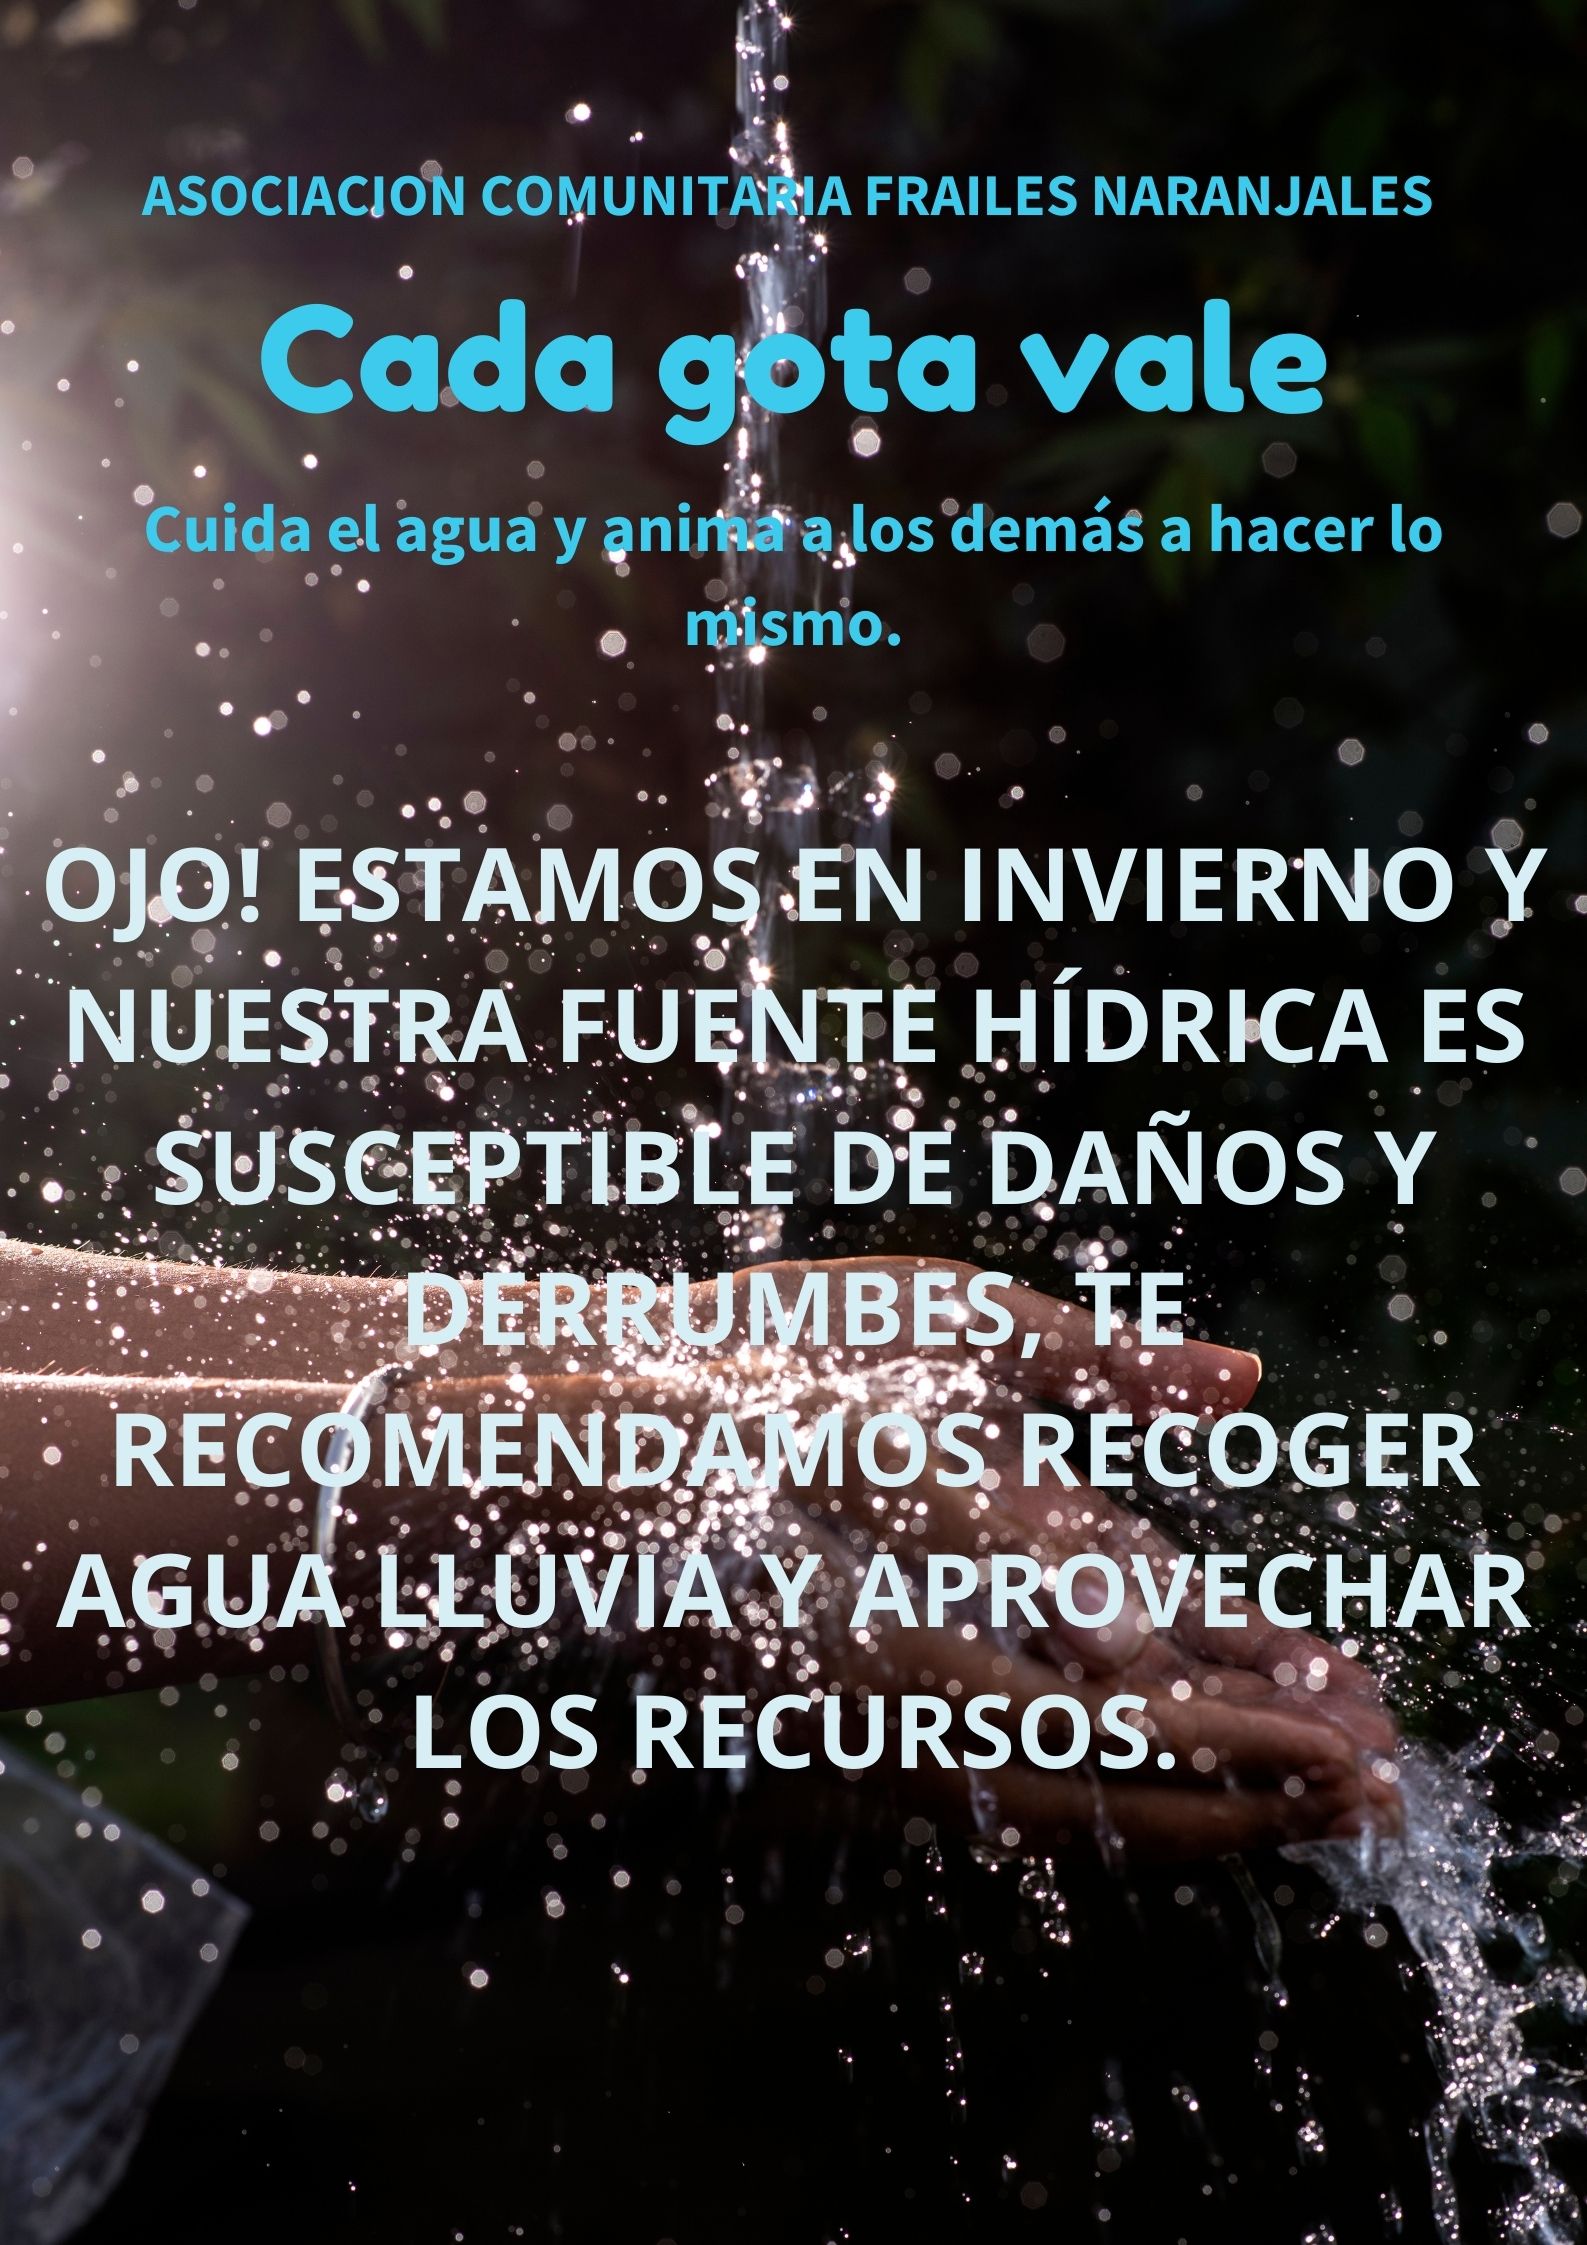 ASOCIACION COMUNITARIA FRAILES NARANJALES
Cada gota vale
Cuida el agua y anima a los demás a hacer lo
mismo.
OJO! ESTAMOS EN INVIERNO Y
NUESTRA FUENTE HÍDRICA ES
SUSCEPTIBLE DE DAÑOS Y
DERRUMBES, TE
RECOMENDAMOS RECOGER
AGUA LLUVIA Y APROVECHAR
LOS RECURSOS.